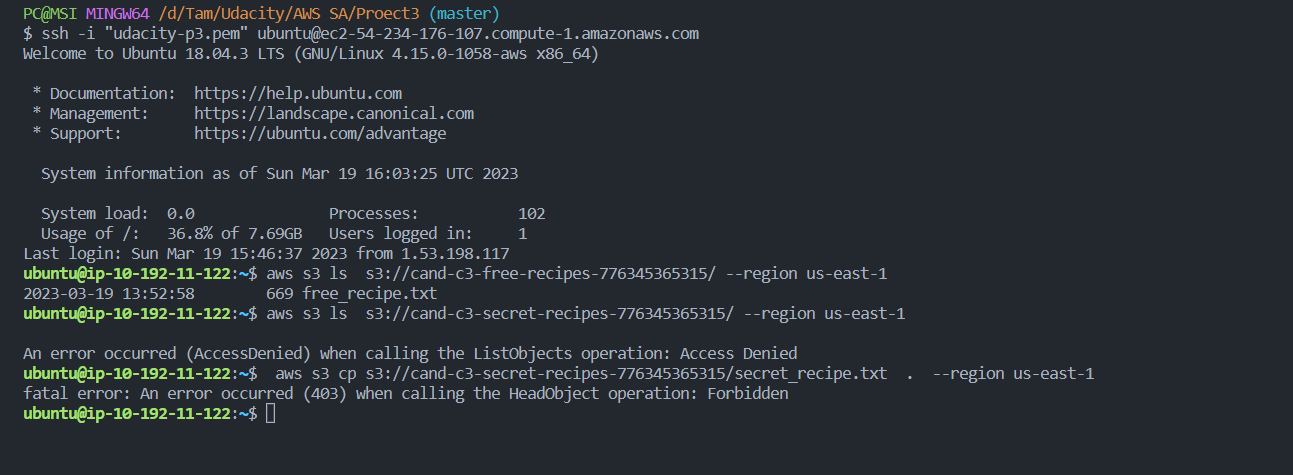 PC@MSI MINGW64 /d/Tam/Udacity/AWS SA/Proect3 (master)
$ ssh -i "udacity-p3.pem" ubuntu@ec2-54-234-176-107.compute-1.amazonaws.com
Welcome to Ubuntu 18.04.3 LTS (GNU/Linux 4.15.0-1058-aws x86_64)
* Documentation:  https://help.ubuntu.com
* Management:     https://landscape.canonical.com
* Support:        https://ubuntu.com/advantage
System information as of Sun Mar 19 16:03:25 UTC 2023
System load:  0.0               Processes:           102
Usage of /:   36.8% of 7.69GB   Users logged in:     1
Last login: Sun Mar 19 15:46:37 2023 from 1.53.198.117
ubuntu@ip-10-192-11-122:~$ aws s3 ls  s3://cand-c3-free-recipes-776345365315/ --region us-east-1
2023-03-19 13:52:58        669 free_recipe.txt
ubuntu@ip-10-192-11-122:~$ aws s3 ls  s3://cand-c3-secret-recipes-776345365315/ --region us-east-1
An error occurred (AccessDenied) when calling the ListObjects operation: Access Denied
ubuntu@ip-10-192-11-122:~$  aws s3 cp s3://cand-c3-secret-recipes-776345365315/secret_recipe.txt  .  --region us-east-1
fatal error: An error occurred (403) when calling the HeadObject operation: Forbidden
ubuntu@ip-10-192-11-122:~$